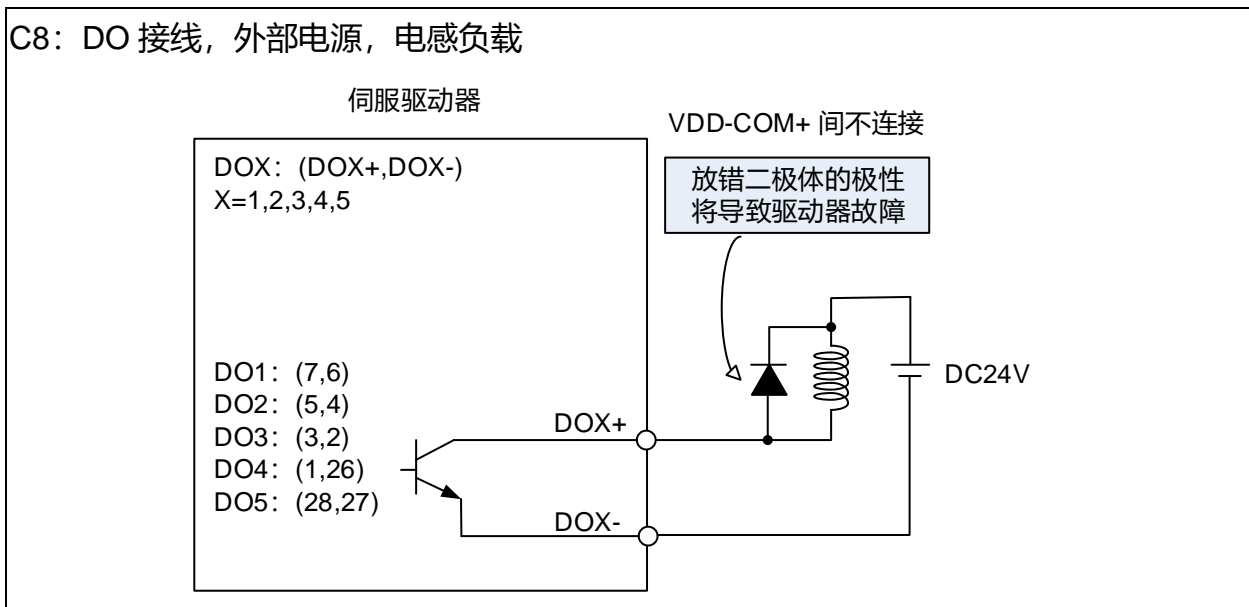 C8：DO 接线，外部电源，电感负载
伺服驱动器
VDD-COM+ 间不连接
DOX：(DOX+,DOX-)
X=1,2,3,4,5
放错二极体的极性
将导致驱动器故障
DO1：(7,6)
DO2：(5,4)
DO3：(3,2)
DO4：(1,26)
DO5：(28,27)
DOX+
DOX-
DC24V